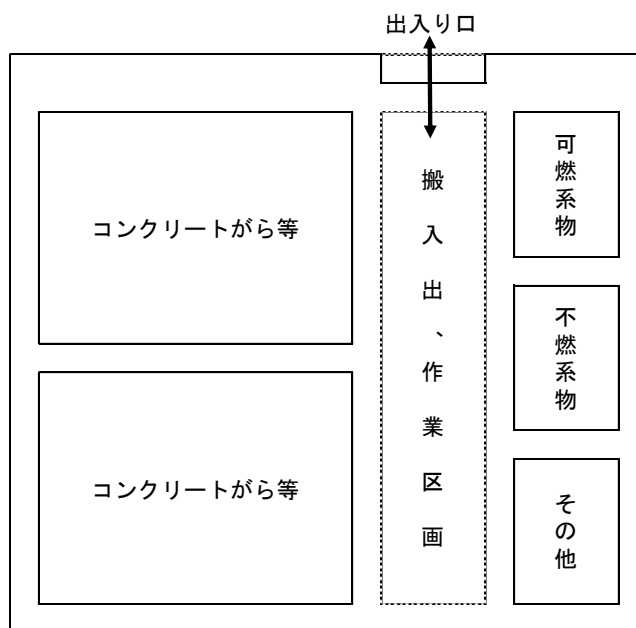 出入り口
コンクリートがら等
コンクリートがら等
搬入出、作業区画
可燃系物
不燃系物
その他